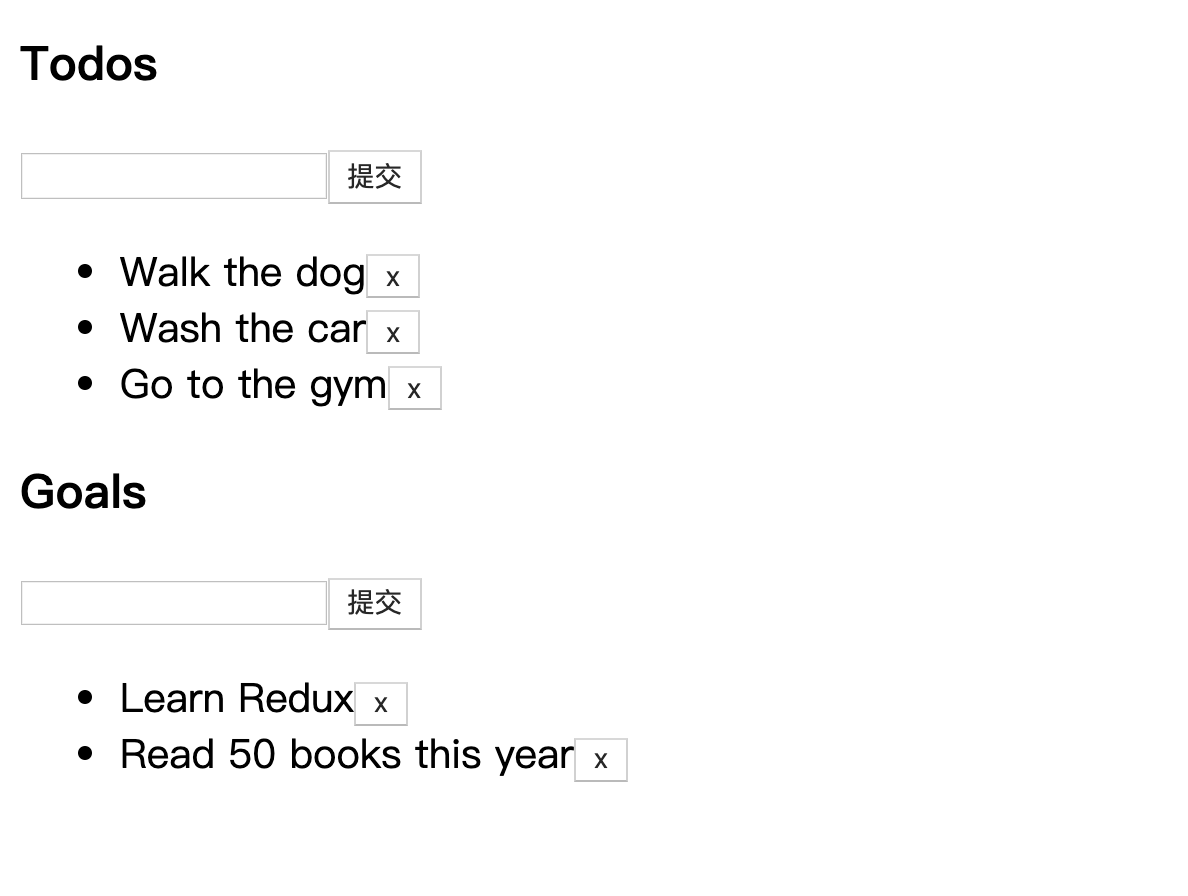 Todos
提交
Walk the dog x
Wash the car x
Go to the gym x
Goals
提交
Learn Redux x
Read 50 books this year x